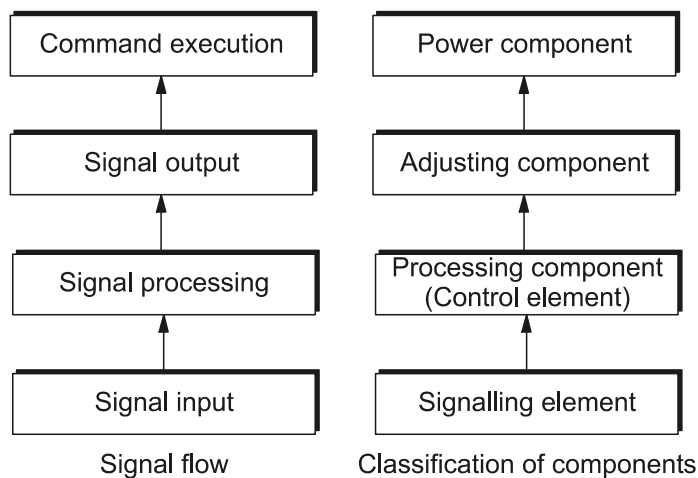 Command execution
Signal output
Signal processing
Signal input
Signal flow
Power component
Adjusting component
Processing component
(Control element)
Signalling element
Classification of components